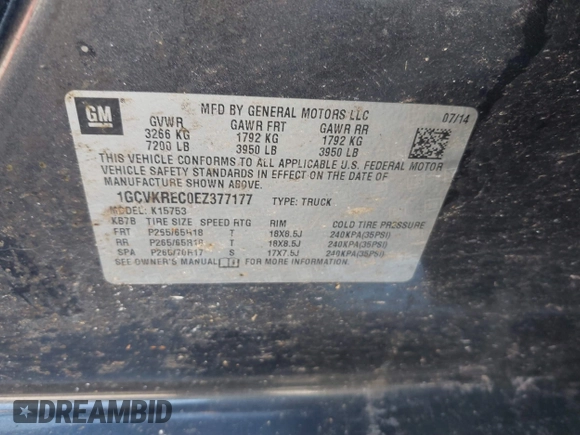 GM
MFD BY GENERAL MOTORS LLC 07/14
GVWR GAWR FRT GAWR RR
3266 KG 1792 KG 1792 KG
7200 LB 3950 LB 3950 LB
THIS VEHICLE CONFORMS TO ALL APPLICABLE U.S. FEDERAL MOTOR
VEHICLE SAFETY STANDARDS IN EFFECT ON THE DATE OF
MANUFACTURE SHOWN ABOVE.
1GCVKREC0EZ377177 TYPE: TRUCK
MODEL: K15753
KB7B TIRE SIZE SPEED RTG RIM COLD TIRE PRESSURE
FRT P265/65R18 T 18X8.5J 240KPA(35PSI)
RR P265/65R18 T 18X8.5J 240KPA(35PSI)
SPA P265/70R17 S 17X7.5J 240KPA(35PSI)
SEE OWNER'S MANUAL FOR MORE INFORMATION.
DREAMBID